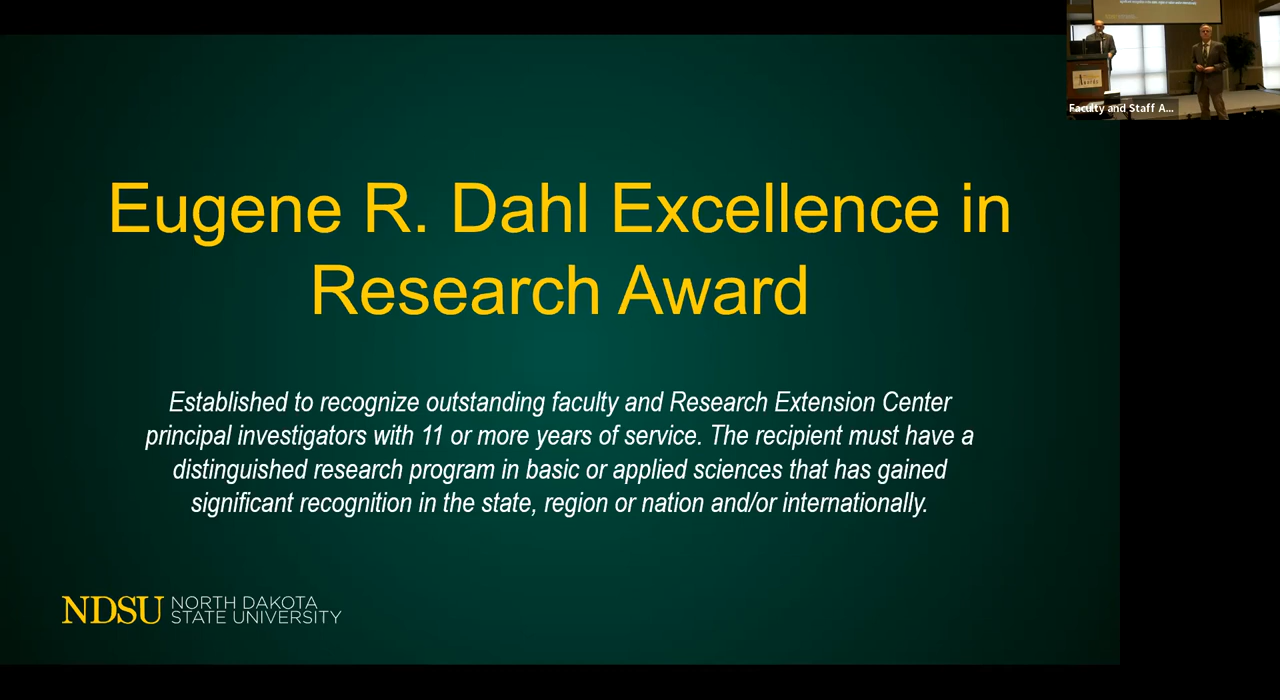 Eugene R. Dahl Excellence in
Research Award
Established to recognize outstanding faculty and Research Extension Center
principal investigators with 11 or more years of service. The recipient must have a
distinguished research program in basic or applied sciences that has gained
significant recognition in the state, region or nation and/or internationally.
NDSU NORTH DAKOTA
STATE UNIVERSITY
Faculty and Staff A...